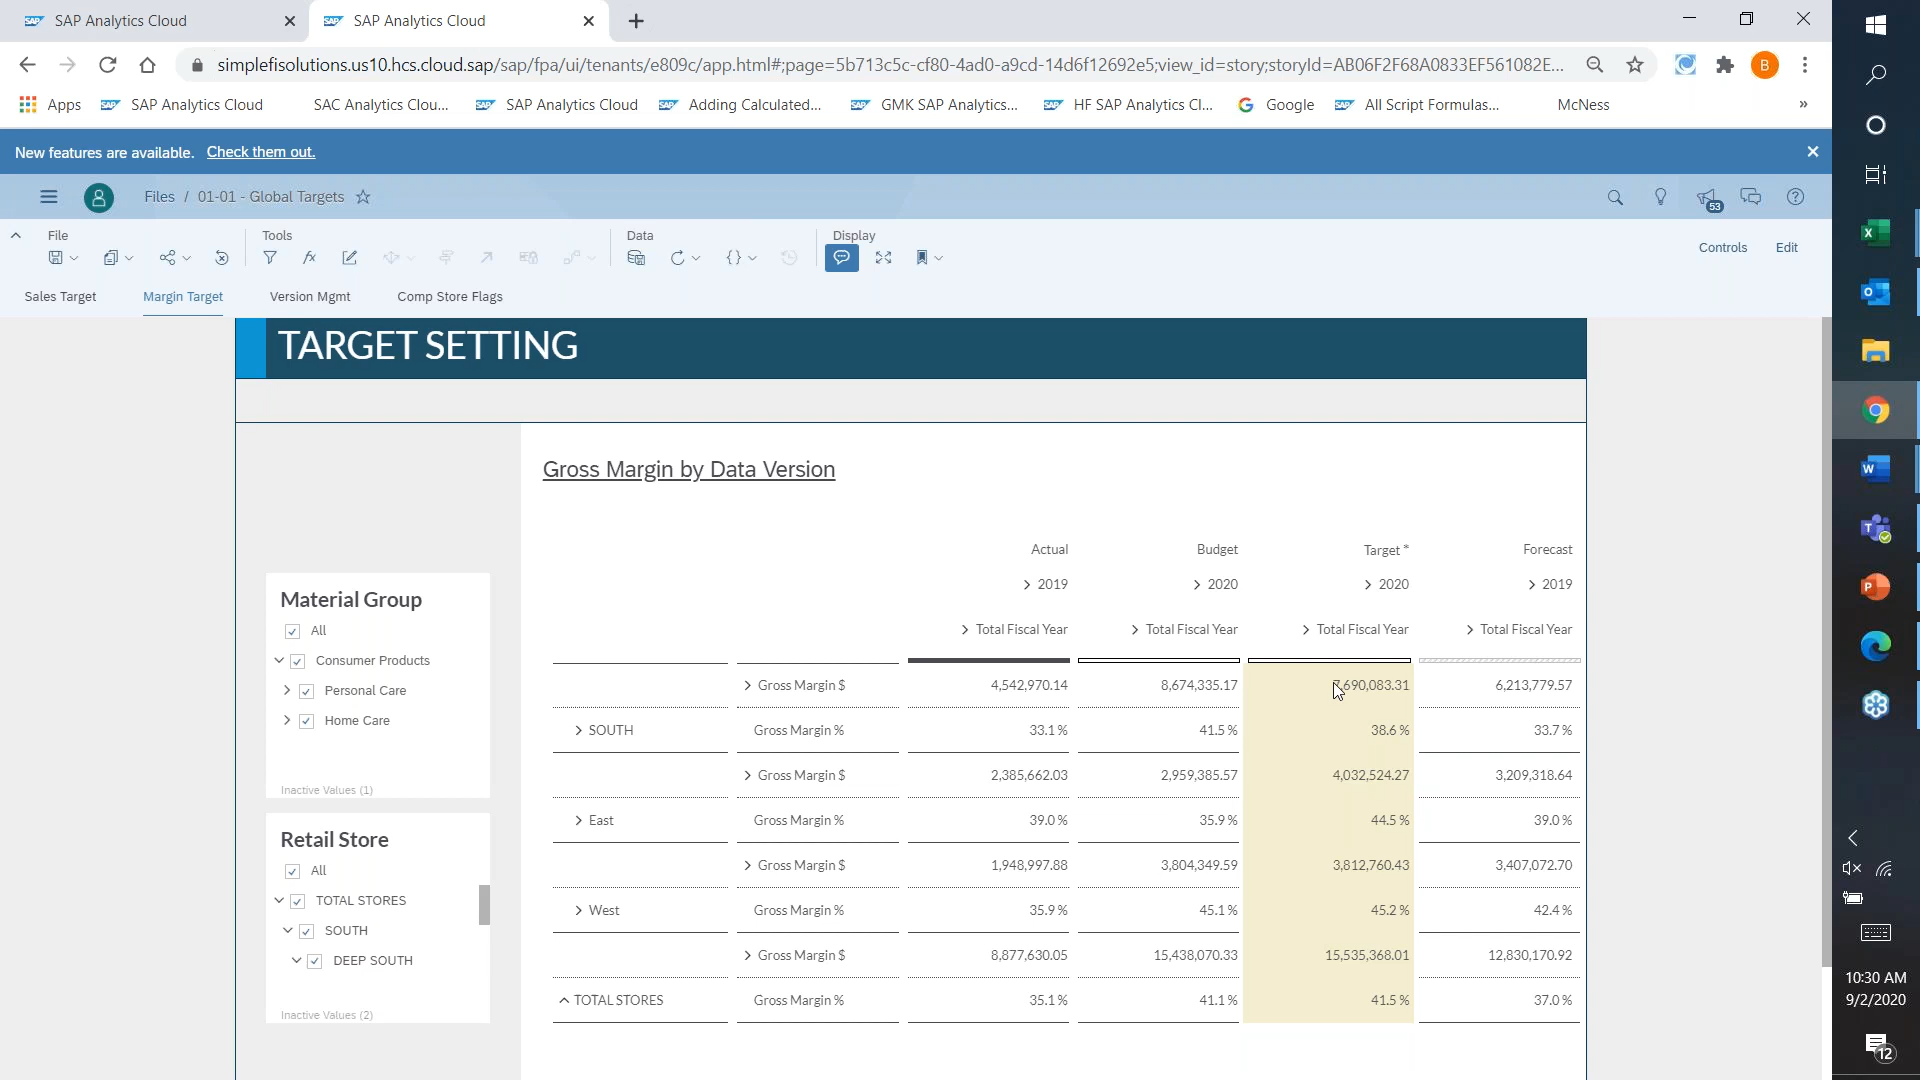 SAP Analytics Cloud
SAP Analytics Cloud
simplefisolutions.us10.hcs.cloud.sap/sap/fpa/ui/tenants/e809c/app.html#;page=5b713c5c-cf80-4ad0-a9cd-14d6f12692e5;view_id=story;storyId=AB06F2F68A0833EF561082E...
B
Apps SAP Analytics Cloud SAC Analytics Clou... SAP Analytics Cloud Adding Calculated... GMK SAP Analytics... HF SAP Analytics Cl... Google All Script Formulas... McNess »
New features are available. Check them out.
Files / 01-01 - Global Targets
53
File Tools Data Display
Controls Edit
Sales Target Margin Target Version Mgmt Comp Store Flags
TARGET SETTING
Gross Margin by Data Version
Actual Budget Target * Forecast
> 2019 > 2020 > 2020 > 2019
> Total Fiscal Year > Total Fiscal Year > Total Fiscal Year > Total Fiscal Year
> Gross Margin $ 4,542,970.14 8,674,335.17 7,690,083.31 6,213,779.57
> SOUTH Gross Margin % 33.1 % 41.5 % 38.6 % 33.7 %
> Gross Margin $ 2,385,662.03 2,959,385.57 4,032,524.27 3,209,318.64
> East Gross Margin % 39.0 % 35.9 % 44.5 % 39.0 %
> Gross Margin $ 1,948,997.88 3,804,349.59 3,812,760.43 3,407,072.70
> West Gross Margin % 35.9 % 45.1 % 45.2 % 42.4 %
> Gross Margin $ 8,877,630.05 15,438,070.33 15,535,368.01 12,830,170.92
TOTAL STORES Gross Margin % 35.1 % 41.1 % 41.5 % 37.0 %
Material Group
All
Consumer Products
Personal Care
Home Care
Inactive Values (1)
Retail Store
All
TOTAL STORES
SOUTH
DEEP SOUTH
Inactive Values (2)
10:30 AM
9/2/2020
12